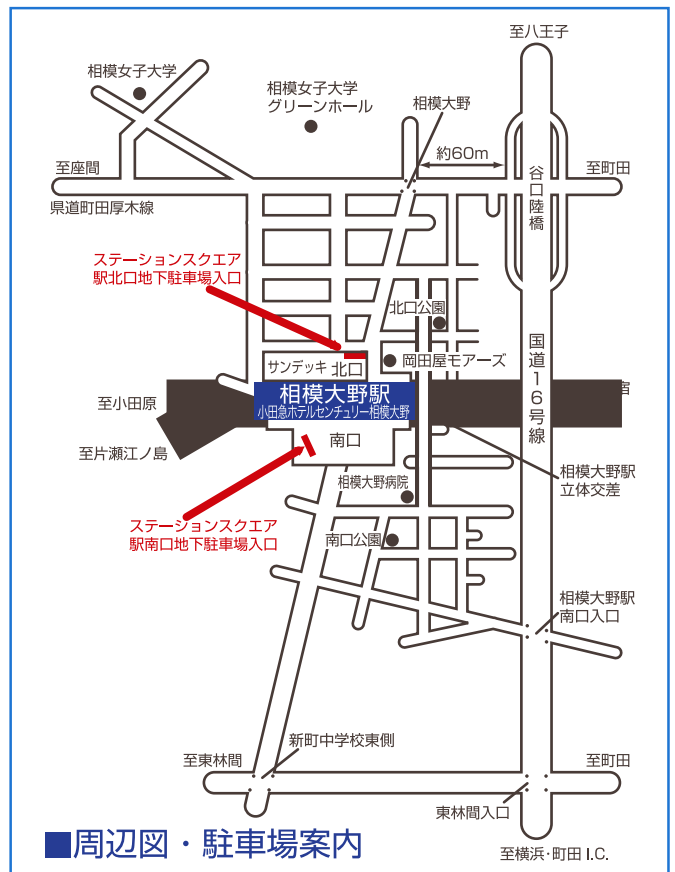 至八王子
相模女子大学
相模女子大学
グリーンホール
相模大野
約60m
至座間
至町田
谷口陸橋
県道町田厚木線
ステーションスクエア
駅北口地下駐車場入口
北口公園
国道16号線
サンデッキ
北口
岡田屋モアーズ
相模大野駅
小田急ホテルセンチュリー相模大野
至小田原
宿
南口
至片瀬江ノ島
相模大野駅
立体交差
相模大野病院
ステーションスクエア
駅南口地下駐車場入口
南口公園
相模大野駅
南口入口
新町中学校東側
至東林間
至町田
東林間入口
■周辺図・駐車場案内
至横浜・町田 I.C.